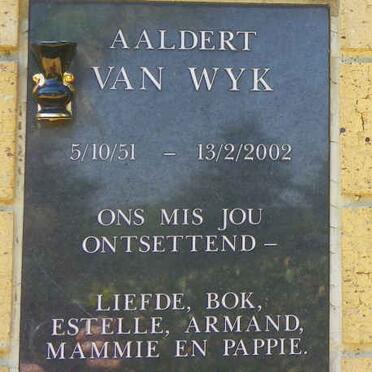 AALDERT
VAN WYK
5/10/51 – 13/2/2002
ONS MIS JOU
ONTSETTEND –
LIEFDE, BOK,
ESTELLE, ARMAND,
MAMMIE EN PAPPIE.